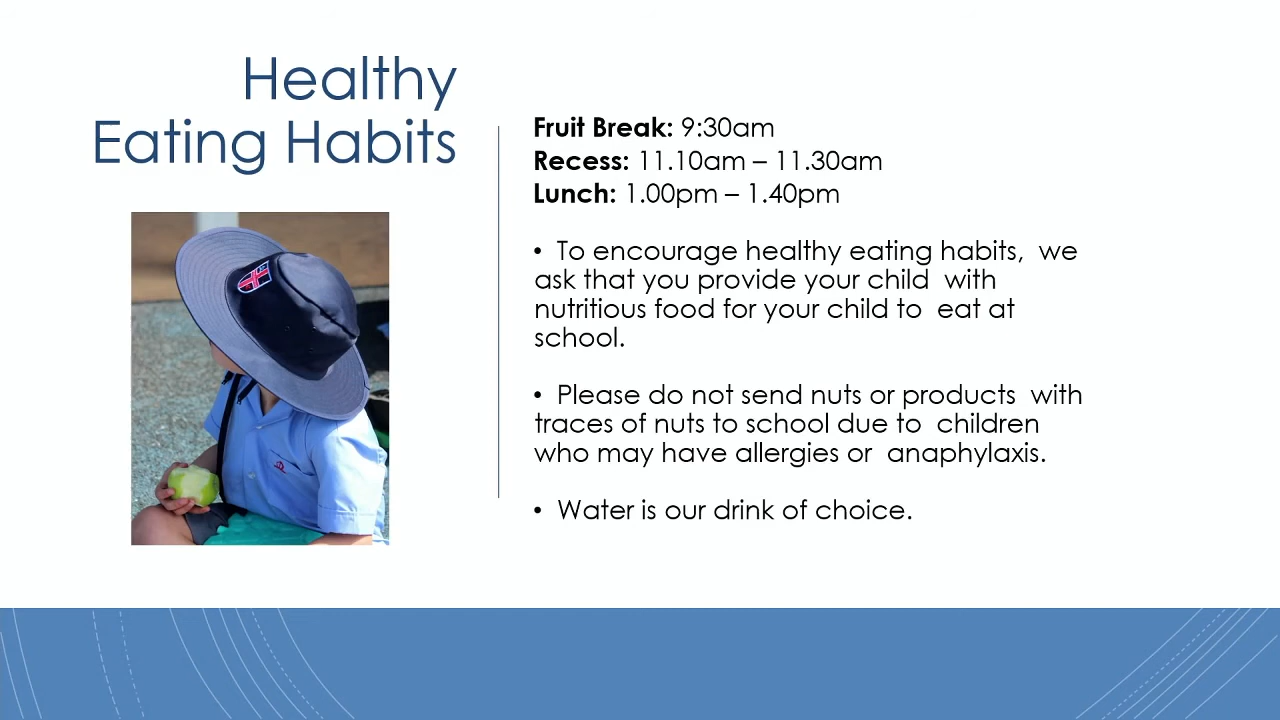 Healthy
Eating Habits
Fruit Break: 9:30am
Recess: 11.10am – 11.30am
Lunch: 1.00pm – 1.40pm
• To encourage healthy eating habits, we
ask that you provide your child with
nutritious food for your child to eat at
school.
• Please do not send nuts or products with
traces of nuts to school due to children
who may have allergies or anaphylaxis.
• Water is our drink of choice.